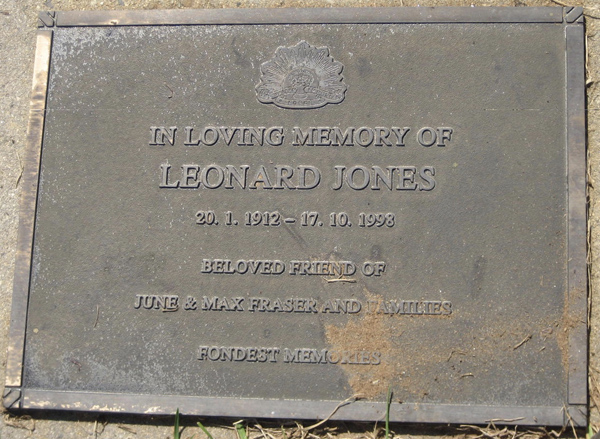 IN LOVING MEMORY OF
LEONARD JONES
20. 1. 1912 – 17. 10. 1998
BELOVED FRIEND OF
JUNE & MAX FRASER AND FAMILIES
FONDEST MEMORIES